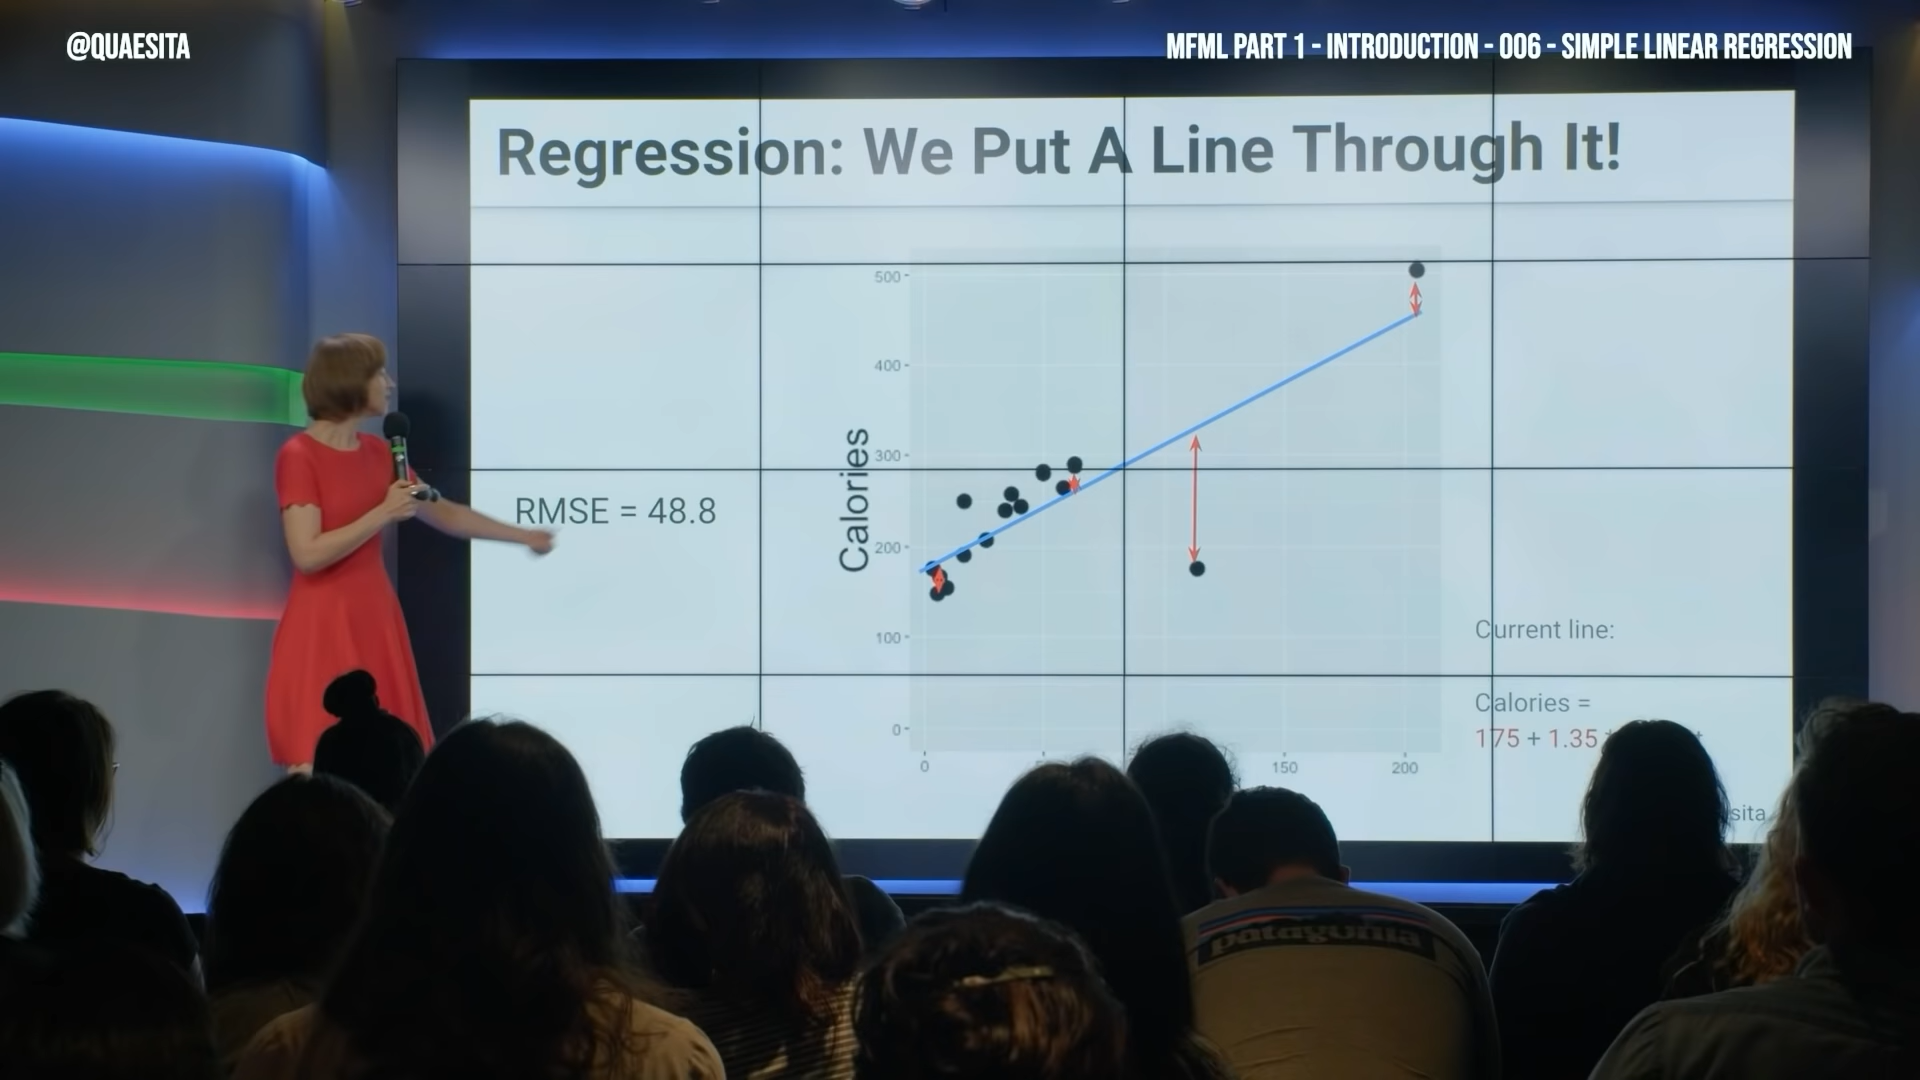 @QUAESITA
MFML PART 1 - INTRODUCTION - 006 - SIMPLE LINEAR REGRESSION
Regression: We Put A Line Through It!
RMSE = 48.8
Calories
500
400
300
200
100
0
0
150
200
Current line:
Calories =
175 + 1.35
sita
patagonia